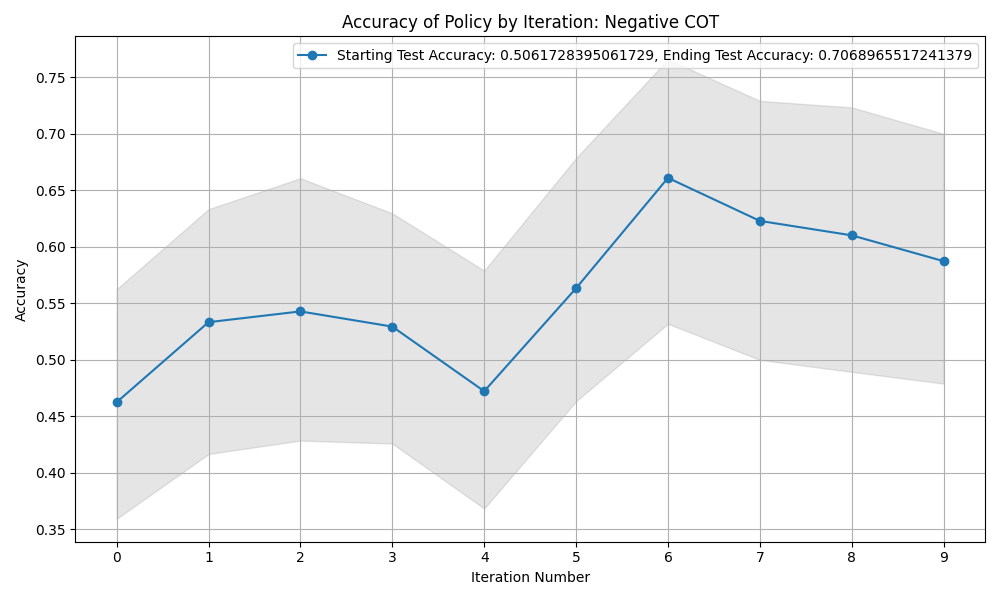 Accuracy of Policy by Iteration: Negative COT
Starting Test Accuracy: 0.5061728395061729, Ending Test Accuracy: 0.7068965517241379
Accuracy
0.75
0.70
0.65
0.60
0.55
0.50
0.45
0.40
0.35
0 1 2 3 4 5 6 7 8 9
Iteration Number